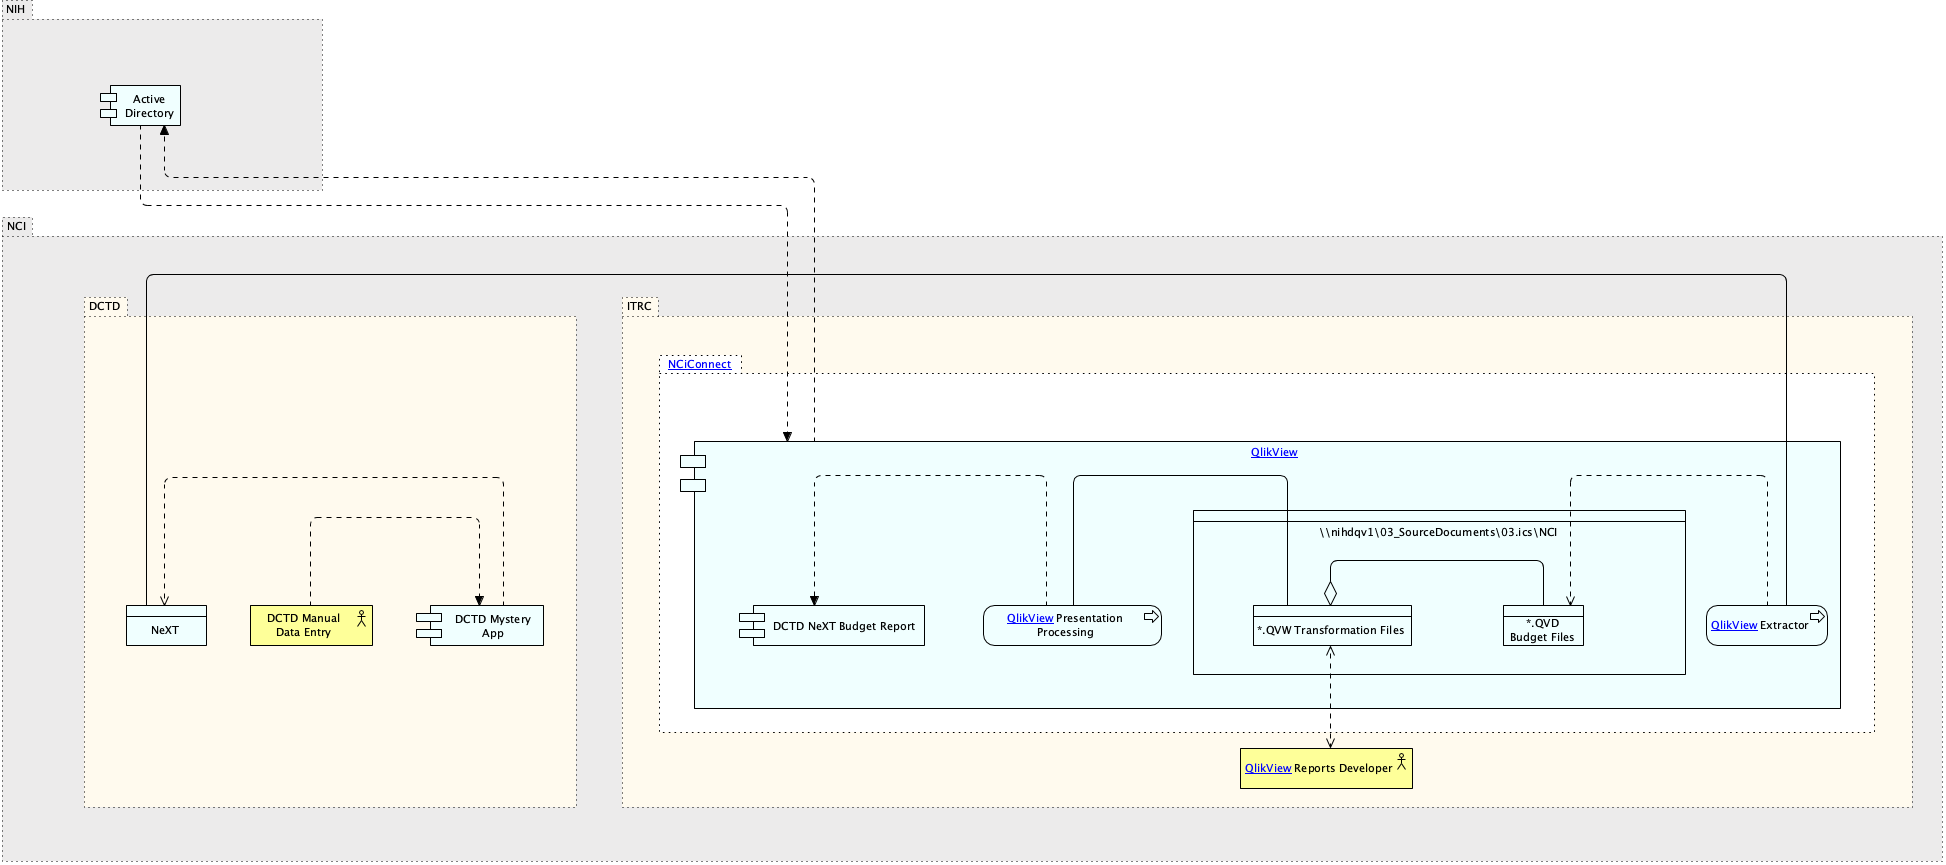 NIH
Active
Directory
NCI
DCTD
ITRC
NCiConnect
QlikView
\\nihdqv1\03_SourceDocuments\03.ics\NCI
NeXT
DCTD Manual
Data Entry
DCTD Mystery
App
DCTD NeXT Budget Report
QlikView Presentation
Processing
*.QVW Transformation Files
*.QVD
Budget Files
QlikView Extractor
QlikView Reports Developer